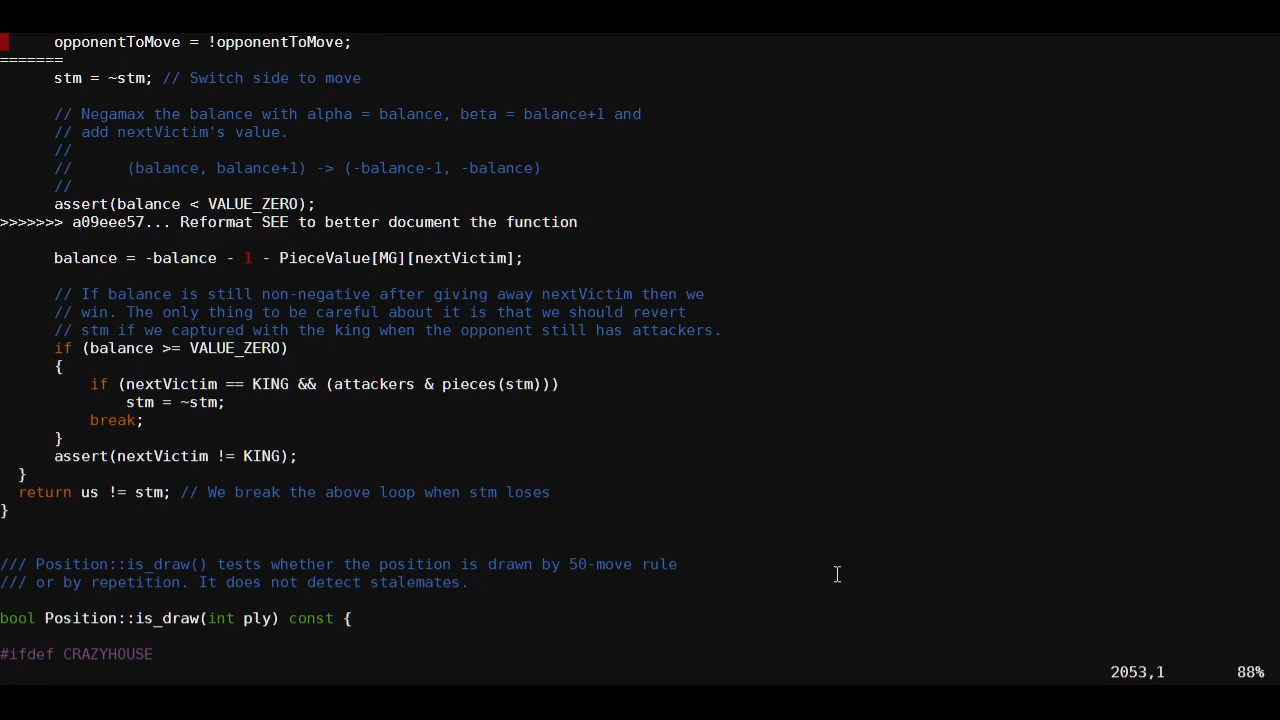 opponentToMove = !opponentToMove;
=======
stm = ~stm; // Switch side to move
// Negamax the balance with alpha = balance, beta = balance+1 and
// add nextVictim's value.
//
// (balance, balance+1) -> (-balance-1, -balance)
//
assert(balance < VALUE_ZERO);
>>>>>>> a09eee57... Reformat SEE to better document the function
balance = -balance - 1 - PieceValue[MG][nextVictim];
// If balance is still non-negative after giving away nextVictim then we
// win. The only thing to be careful about it is that we should revert
// stm if we captured with the king when the opponent still has attackers.
if (balance >= VALUE_ZERO)
{
if (nextVictim == KING && (attackers & pieces(stm)))
stm = ~stm;
break;
}
assert(nextVictim != KING);
}
return us != stm; // We break the above loop when stm loses
}
/// Position::is_draw() tests whether the position is drawn by 50-move rule
/// or by repetition. It does not detect stalemates.
bool Position::is_draw(int ply) const {
#ifdef CRAZYHOUSE
2053,1 88%